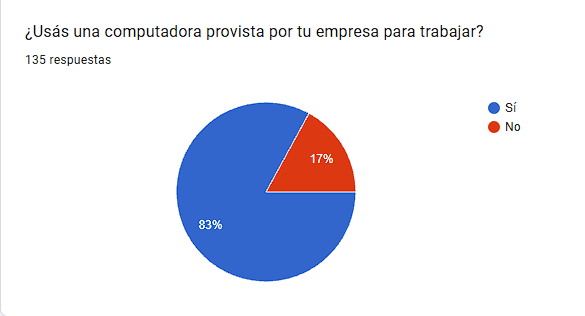 ¿Usás una computadora provista por tu empresa para trabajar?
135 respuestas
Sí
No
17%
83%